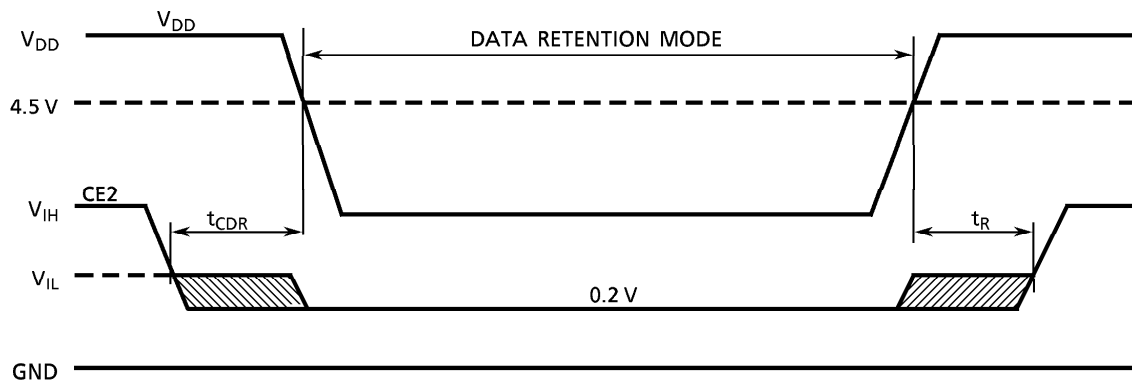 VDD
VDD
DATA RETENTION MODE
4.5 V
CE2
VIH
tCDR
tR
VIL
0.2 V
GND